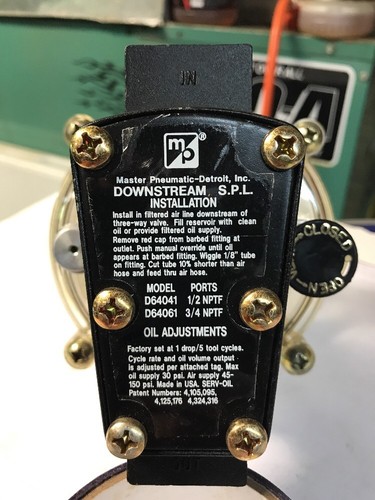 IN
m/p®
Master Pneumatic-Detroit, Inc.
DOWNSTREAM S.P.L.
INSTALLATION
Install in filtered air line downstream of
three-way valve. Fill reservoir with clean
oil or provide filtered oil supply.
Remove red cap from barbed fitting at
outlet. Push manual override until oil
appears at barbed fitting. Wiggle 1/8" tube
on fitting. Cut tube 10% shorter than air
hose and feed thru air hose.
MODEL PORTS
D64041 1/2 NPTF
D64061 3/4 NPTF
OIL ADJUSTMENTS
Factory set at 1 drop/5 tool cycles.
Cycle rate and oil volume output
is adjusted per attached tag. Max
oil supply 30 psi. Air supply 45-
150 psi. Made in USA. SERV-OIL
Patent Numbers: 4,105,095,
4,125,176 4,324,316
CLOSED
OPEN